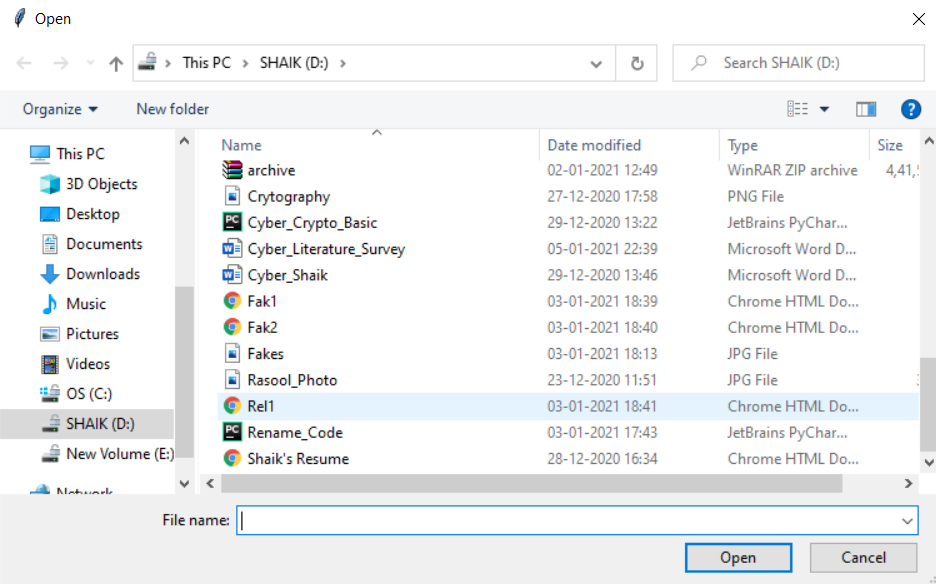 Open
This PC > SHAIK (D:) >
Search SHAIK (D:)
Organize
New folder
?
This PC
3D Objects
Desktop
Documents
Downloads
Music
Pictures
Videos
OS (C:)
SHAIK (D:)
New Volume (E:)
Network
Name Date modified Type Size
archive 02-01-2021 12:49 WinRAR ZIP archive 4,41,
Crytography 27-12-2020 17:58 PNG File
PC Cyber_Crypto_Basic 29-12-2020 13:22 JetBrains PyChar...
Cyber_Literature_Survey 05-01-2021 22:39 Microsoft Word D...
Cyber_Shaik 29-12-2020 13:46 Microsoft Word D...
Fak1 03-01-2021 18:39 Chrome HTML Do...
Fak2 03-01-2021 18:40 Chrome HTML Do...
Fakes 03-01-2021 18:13 JPG File
Rasool_Photo 23-12-2020 11:51 JPG File
Rel1 03-01-2021 18:41 Chrome HTML Do...
PC Rename_Code 03-01-2021 17:43 JetBrains PyChar...
Shaik's Resume 28-12-2020 16:34 Chrome HTML Do...
File name:
Open
Cancel